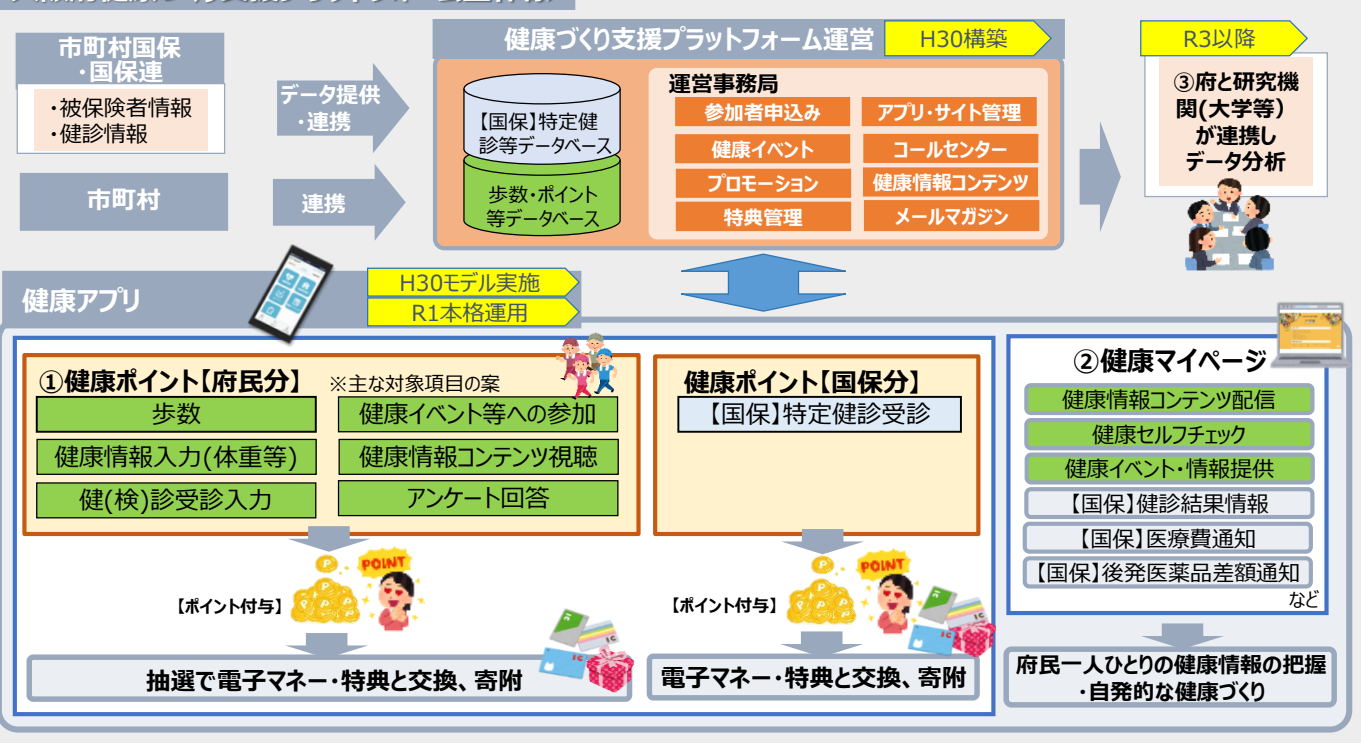 市町村国保
・国保連
・被保険者情報
・健診情報
市町村
データ提供
・連携
連携
健康づくり支援プラットフォーム運営
H30構築
【国保】特定健
診等データベース
歩数・ポイント
等データベース
運営事務局
参加者申込み
アプリ・サイト管理
健康イベント
コールセンター
プロモーション
健康情報コンテンツ
特典管理
メールマガジン
R3以降
③府と研究機
関(大学等)
が連携し
データ分析
健康アプリ
H30モデル実施
R1本格運用
①健康ポイント【府民分】
※主な対象項目の案
歩数
健康イベント等への参加
健康情報入力(体重等)
健康情報コンテンツ視聴
健(検)診受診入力
アンケート回答
【ポイント付与】
POINT
抽選で電子マネー・特典と交換、寄附
健康ポイント【国保分】
【国保】特定健診受診
【ポイント付与】
POINT
電子マネー・特典と交換、寄附
②健康マイページ
健康情報コンテンツ配信
健康セルフチェック
健康イベント・情報提供
【国保】健診結果情報
【国保】医療費通知
【国保】後発医薬品差額通知
など
府民一人ひとりの健康情報の把握
・自発的な健康づくり